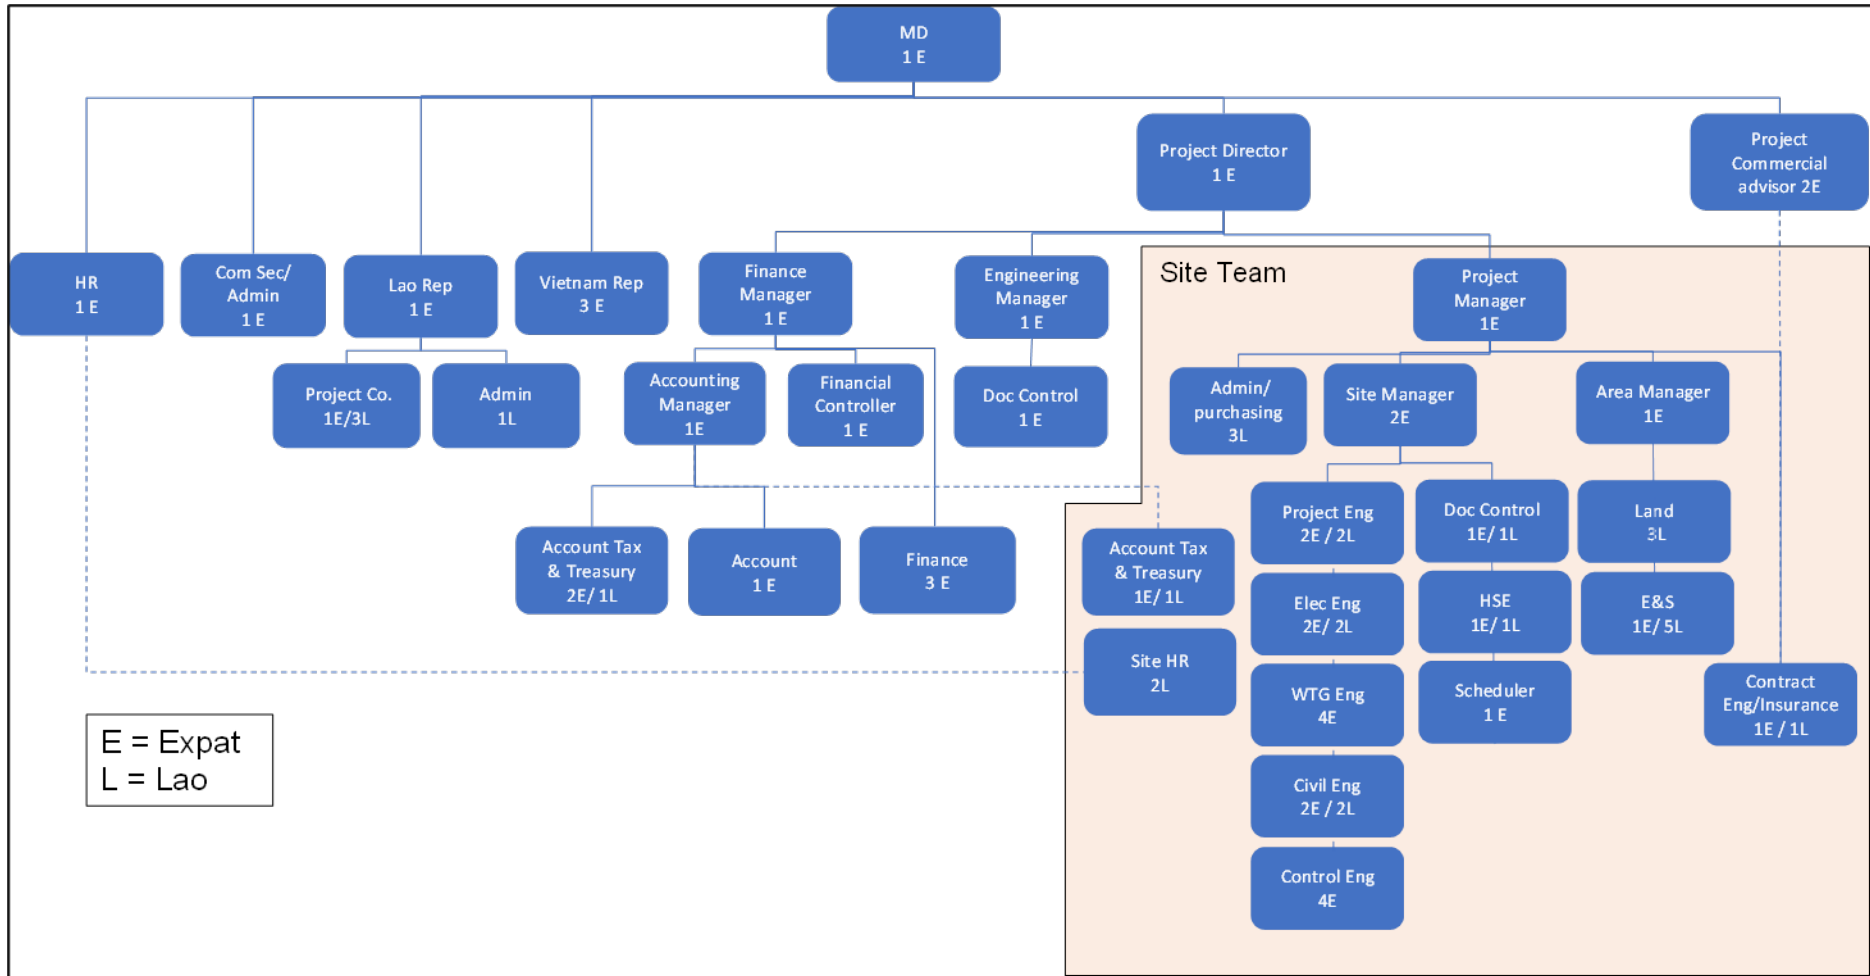 MD
1 E
Project Director
1 E
Project
Commercial
advisor 2E
HR
1 E
Com Sec/
Admin
1 E
Lao Rep
1 E
Vietnam Rep
3 E
Finance
Manager
1 E
Engineering
Manager
1 E
Site Team
Project
Manager
1E
Project Co.
1E/3L
Admin
1L
Accounting
Manager
1E
Financial
Controller
1 E
Doc Control
1 E
Admin/
purchasing
3L
Site Manager
2E
Area Manager
1E
Account Tax
& Treasury
2E/ 1L
Account
1 E
Finance
3 E
Account Tax
& Treasury
1E/ 1L
Project Eng
2E / 2L
Doc Control
1E/ 1L
Land
3L
Elec Eng
2E/ 2L
HSE
1E/ 1L
E&S
1E/ 5L
Site HR
2L
WTG Eng
4E
Scheduler
1 E
Contract
Eng/Insurance
1E / 1L
Civil Eng
2E / 2L
Control Eng
4E
E = Expat
L = Lao